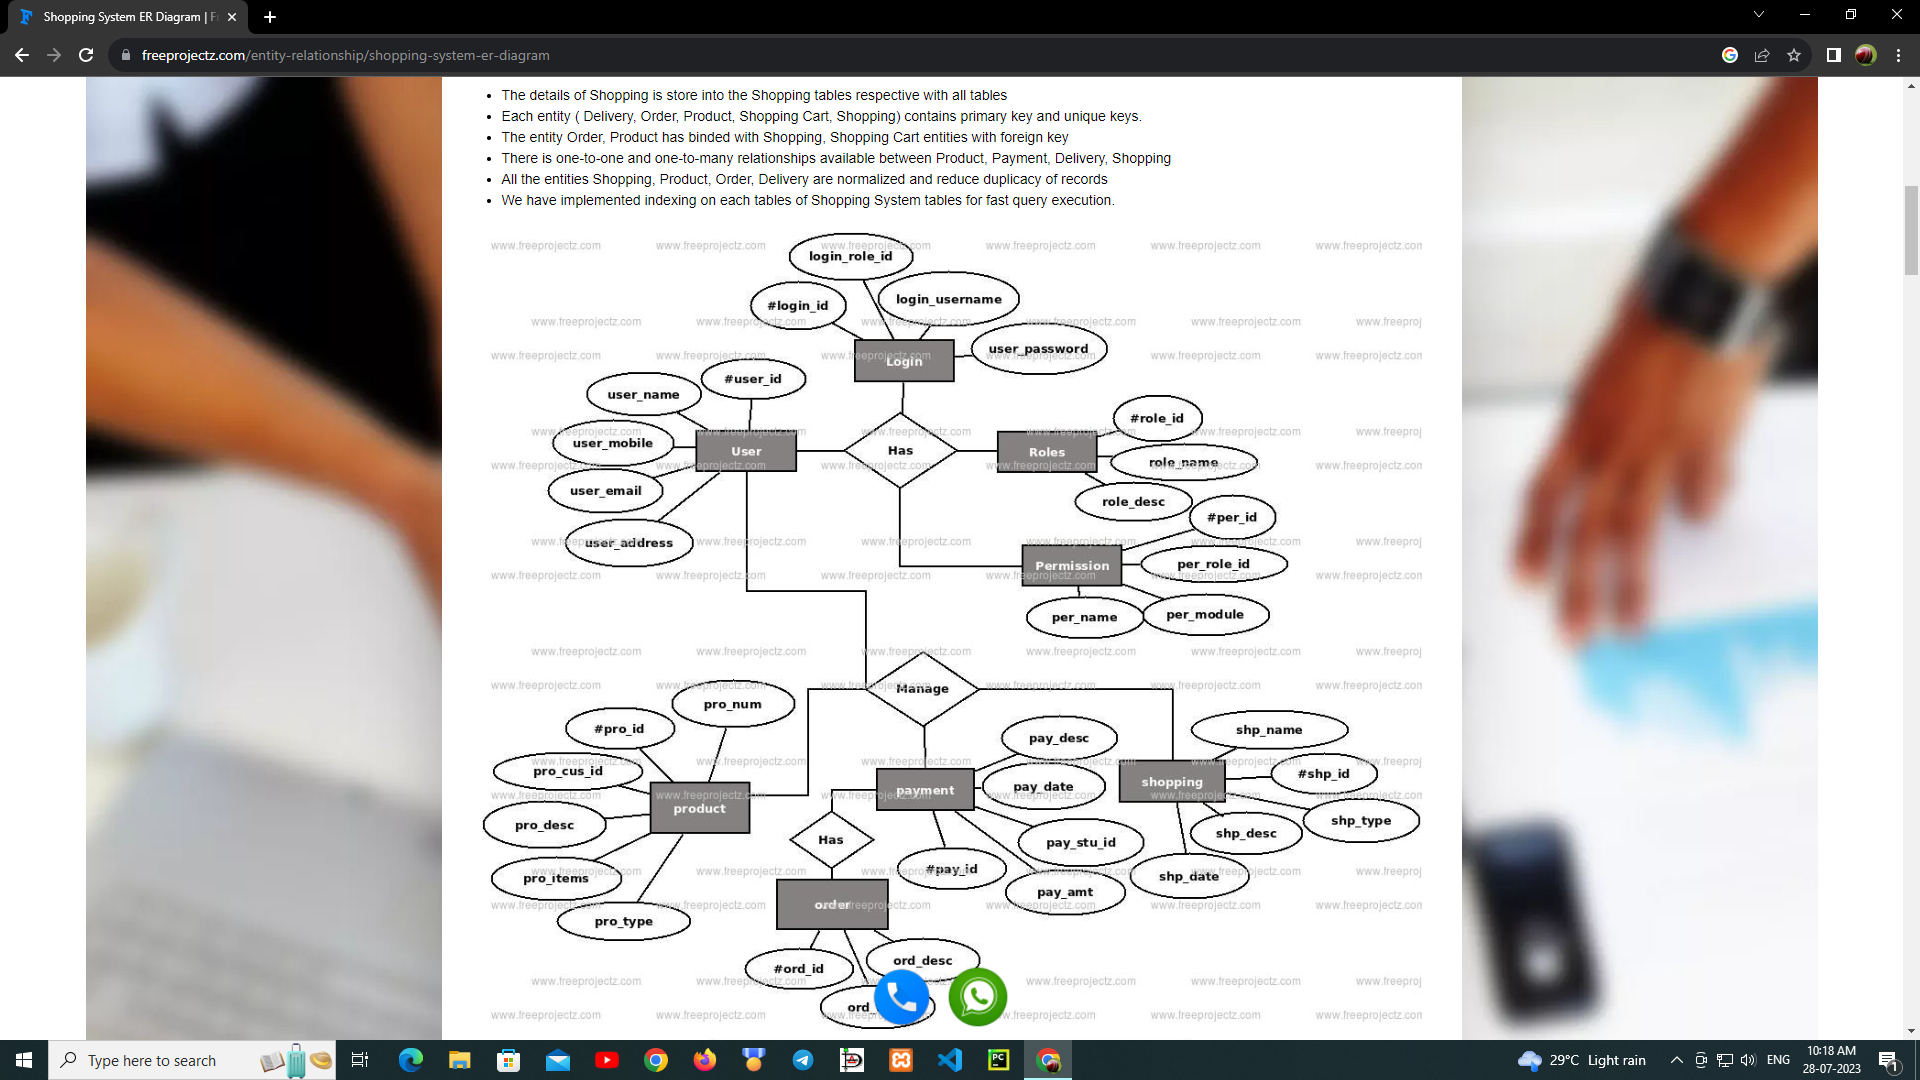 Shopping System ER Diagram | F
freeprojectz.com/entity-relationship/shopping-system-er-diagram
The details of Shopping is store into the Shopping tables respective with all tables
Each entity ( Delivery, Order, Product, Shopping Cart, Shopping) contains primary key and unique keys.
The entity Order, Product has binded with Shopping, Shopping Cart entities with foreign key
There is one-to-one and one-to-many relationships available between Product, Payment, Delivery, Shopping
All the entities Shopping, Product, Order, Delivery are normalized and reduce duplicacy of records
We have implemented indexing on each tables of Shopping System tables for fast query execution.
www.freeprojectz.com
login_role_id
#login_id
login_username
user_password
Login
#user_id
user_name
user_mobile
user_email
user_address
User
Has
Roles
#role_id
role_name
role_desc
#per_id
Permission
per_role_id
per_name
per_module
Manage
pro_num
#pro_id
pro_cus_id
pro_desc
pro_items
pro_type
product
payment
pay_desc
pay_date
pay_stu_id
#pay_id
pay_amt
shopping
shp_name
#shp_id
shp_type
shp_desc
shp_date
Has
order
#ord_id
ord_desc
ord
Type here to search
29°C Light rain
ENG
10:18 AM
28-07-2023
1